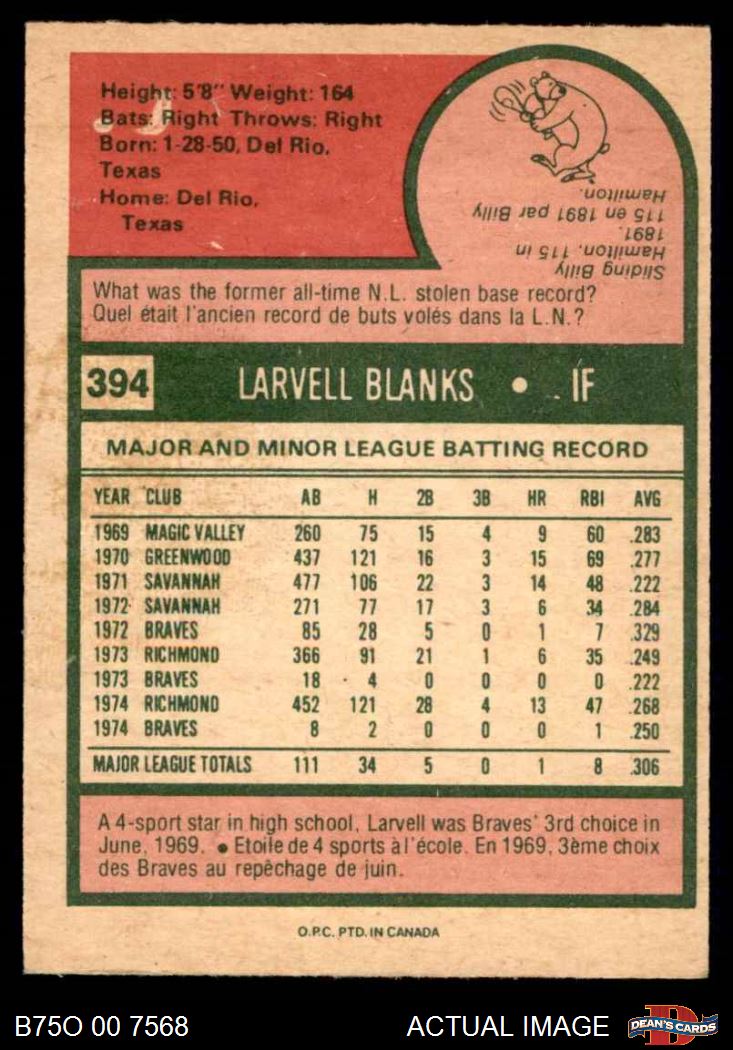 Height: 5'8" Weight: 164
Bats: Right Throws: Right
Born: 1-28-50, Del Rio,
Texas
Home: Del Rio,
Texas
Sliding Billy
Hamilton. 115 in
1891.
115 en 1891 par Billy
Hamilton.
What was the former all-time N.L. stolen base record?
Quel était l'ancien record de buts volés dans la L.N.?
394 LARVELL BLANKS • IF
MAJOR AND MINOR LEAGUE BATTING RECORD
YEAR CLUB AB H 2B 3B HR RBI AVG
1969 MAGIC VALLEY 260 75 15 4 9 60 .283
1970 GREENWOOD 437 121 16 3 15 69 .277
1971 SAVANNAH 477 106 22 3 14 48 .222
1972 SAVANNAH 271 77 17 3 6 34 .284
1972 BRAVES 85 28 5 0 1 7 .329
1973 RICHMOND 366 91 21 1 6 35 .249
1973 BRAVES 18 4 0 0 0 0 .222
1974 RICHMOND 452 121 28 4 13 47 .268
1974 BRAVES 8 2 0 0 0 1 .250
MAJOR LEAGUE TOTALS 111 34 5 0 1 8 .306
A 4-sport star in high school, Larvell was Braves' 3rd choice in
June, 1969. • Etoile de 4 sports à l'école. En 1969, 3ème choix
des Braves au repêchage de juin.
O.P.C. PTD. IN CANADA
B75O 00 7568 ACTUAL IMAGE DEAN'S CARDS